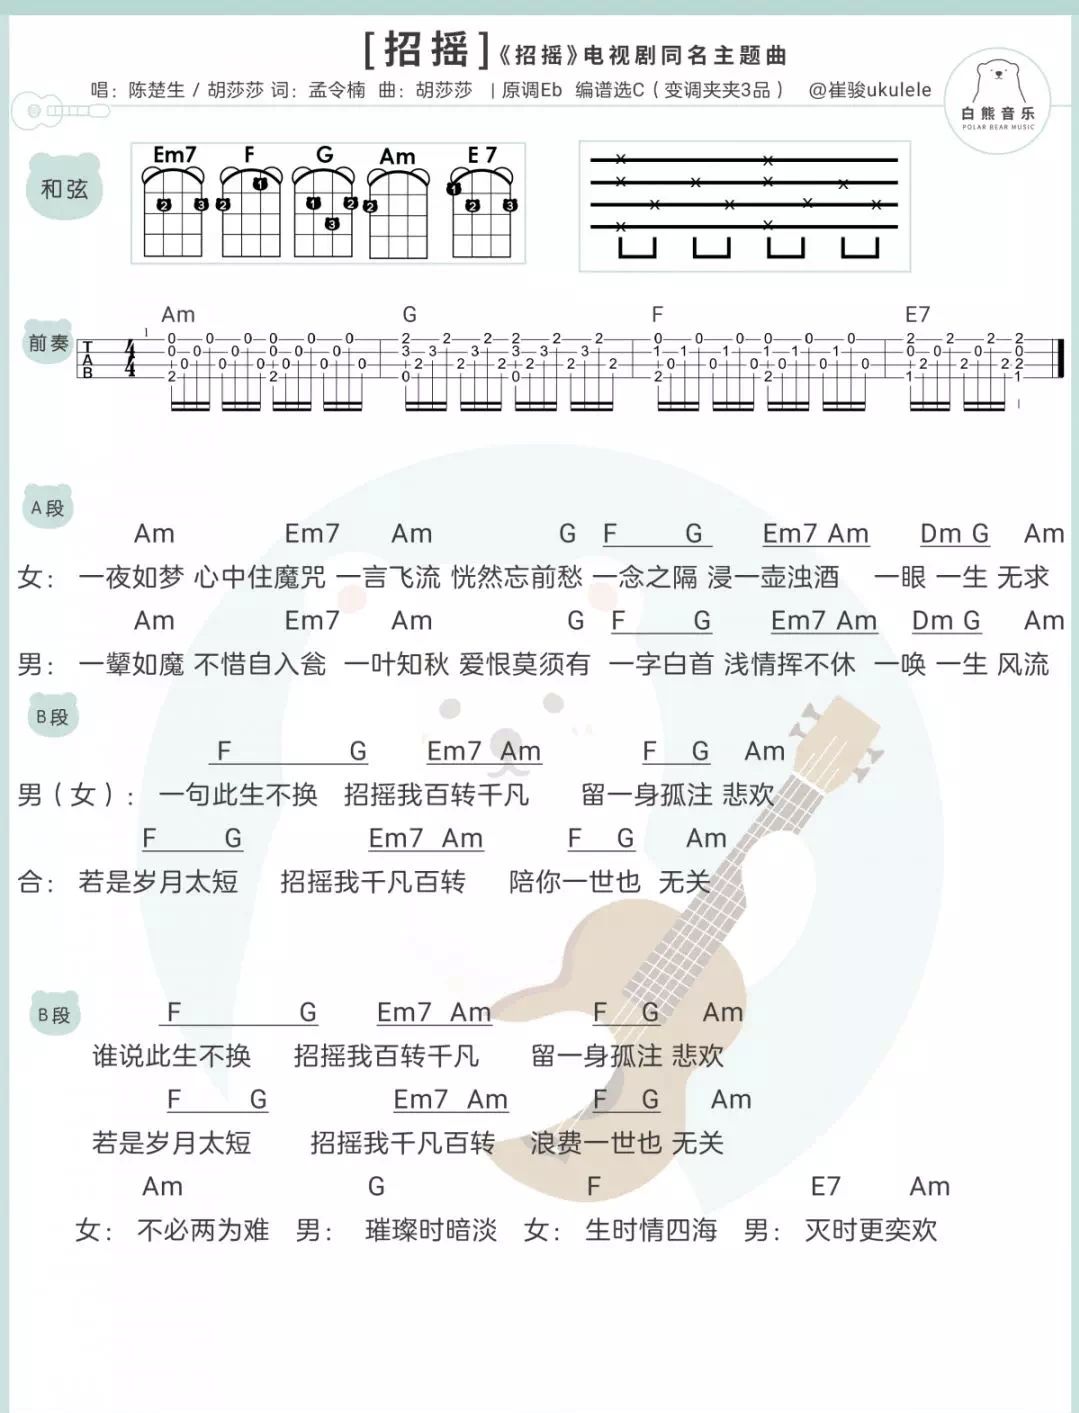 [招摇]《招摇》电视剧同名主题曲
唱：陈楚生 / 胡莎莎 词：孟令楠 曲：胡莎莎 | 原调Eb 编谱选C（变调夹夹3品） @崔骏ukulele
白熊音乐
POLAR BEAR MUSIC
和弦
Em7 F G Am E 7
前奏
Am G F E7
A段
Am Em7 Am G F G Em7 Am Dm G Am
女： 一夜如梦 心中住魔咒 一言飞流 恍然忘前愁 一念之隔 浸一壶浊酒 一眼 一生 无求
Am Em7 Am G F G Em7 Am Dm G Am
男： 一颦如魔 不惜自入瓮 一叶知秋 爱恨莫须有 一字白首 浅情挥不休 一唤 一生 风流
B段
F G Em7 Am F G Am
男（女）： 一句此生不换 招摇我百转千凡 留一身孤注 悲欢
F G Em7 Am F G Am
合： 若是岁月太短 招摇我千凡百转 陪你一世也 无关
B段
F G Em7 Am F G Am
谁说此生不换 招摇我百转千凡 留一身孤注 悲欢
F G Em7 Am F G Am
若是岁月太短 招摇我千凡百转 浪费一世也 无关
Am G F E7 Am
女： 不必两为难 男： 璀璨时暗淡 女： 生时情四海 男： 灭时更奕欢